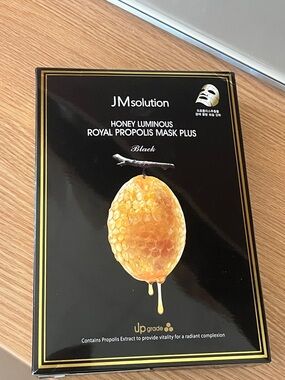 JMsolution
HONEY LUMINOUS
ROYAL PROPOLIS MASK PLUS
Black
Up grade
Contains Propolis Extract to provide vitality for a radiant complexion